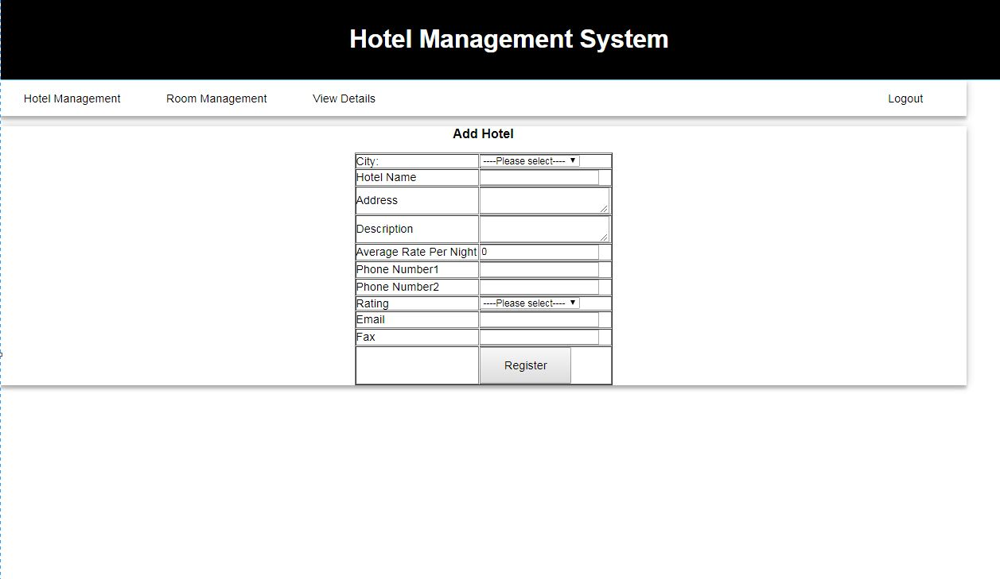 Hotel Management System
Hotel Management Room Management View Details Logout
Add Hotel
City: ----Please select----
Hotel Name
Address
Description
Average Rate Per Night 0
Phone Number1
Phone Number2
Rating ----Please select----
Email
Fax
Register